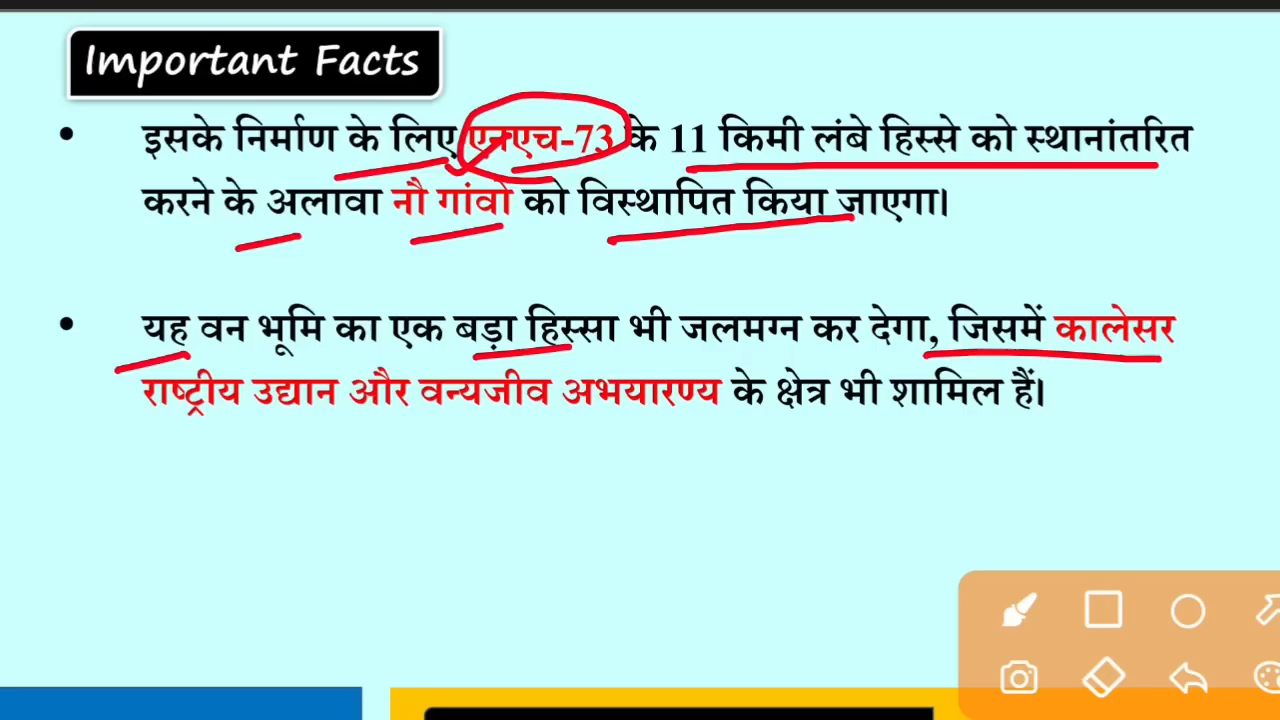 Important Facts
• इसके निर्माण के लिए एनएच-73 के 11 किमी लंबे हिस्से को स्थानांतरित
करने के अलावा नौ गांवों को विस्थापित किया जाएगा।
• यह वन भूमि का एक बड़ा हिस्सा भी जलमग्न कर देगा, जिसमें कालेसर
राष्ट्रीय उद्यान और वन्यजीव अभयारण्य के क्षेत्र भी शामिल हैं।